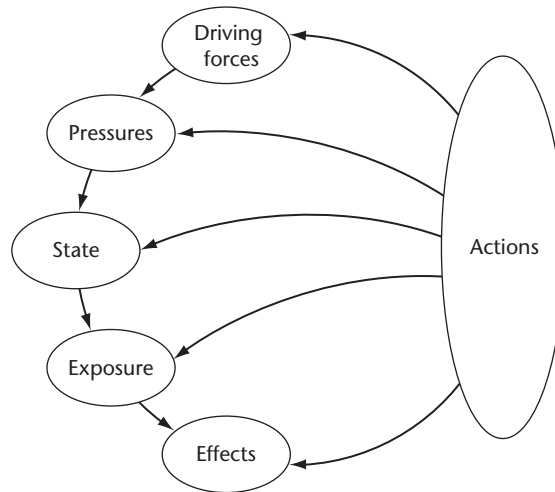 Driving
forces
Pressures
State
Actions
Exposure
Effects